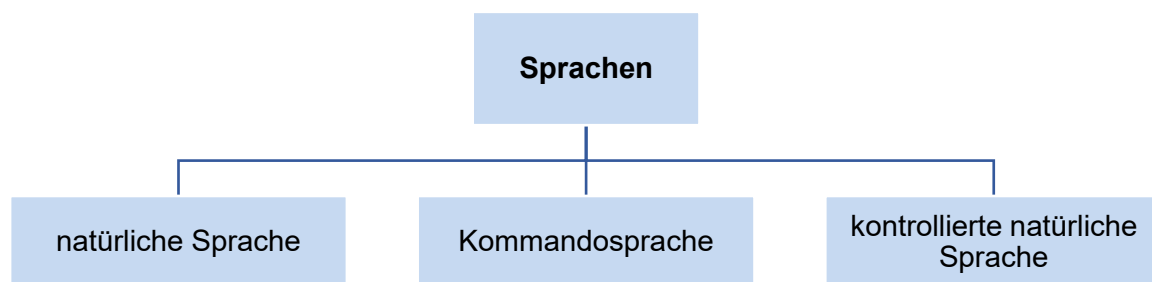 Sprachen
natürliche Sprache
Kommandosprache
kontrollierte natürliche
Sprache